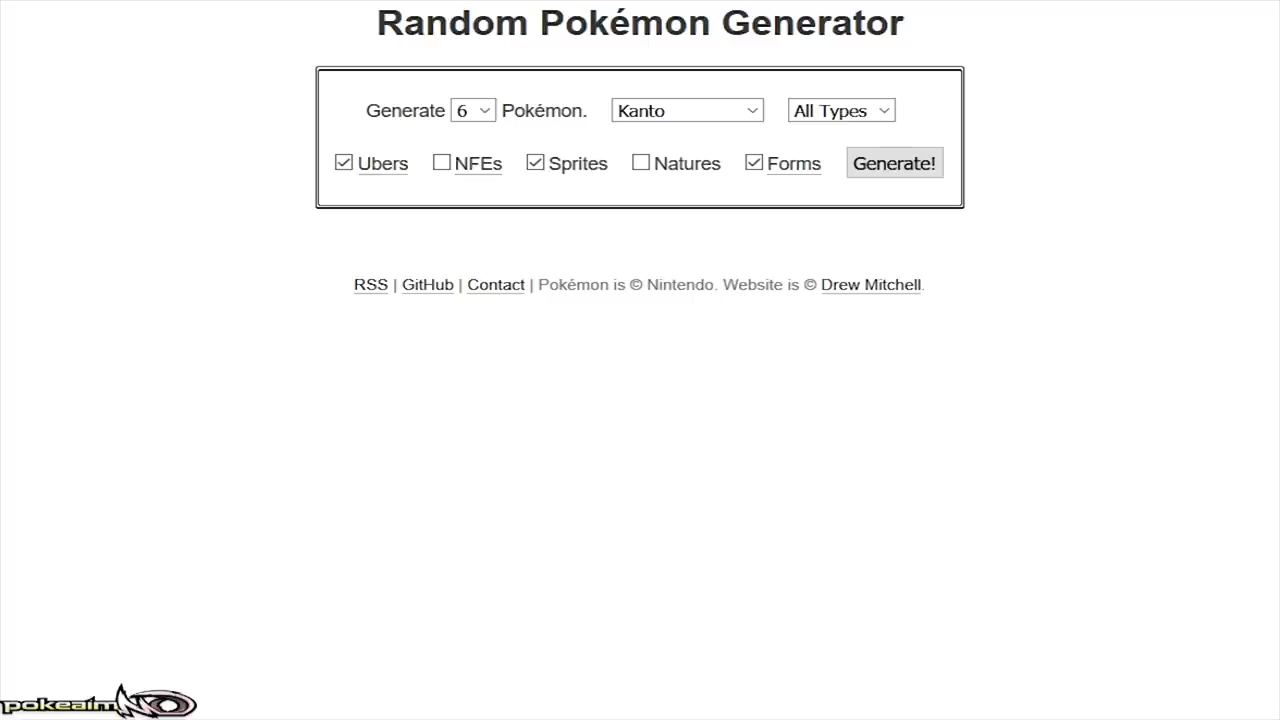 Random Pokémon Generator
Generate 6 Pokémon. Kanto All Types
Ubers NFEs Sprites Natures Forms Generate!
RSS | GitHub | Contact | Pokémon is © Nintendo. Website is © Drew Mitchell.
pokeaimMD